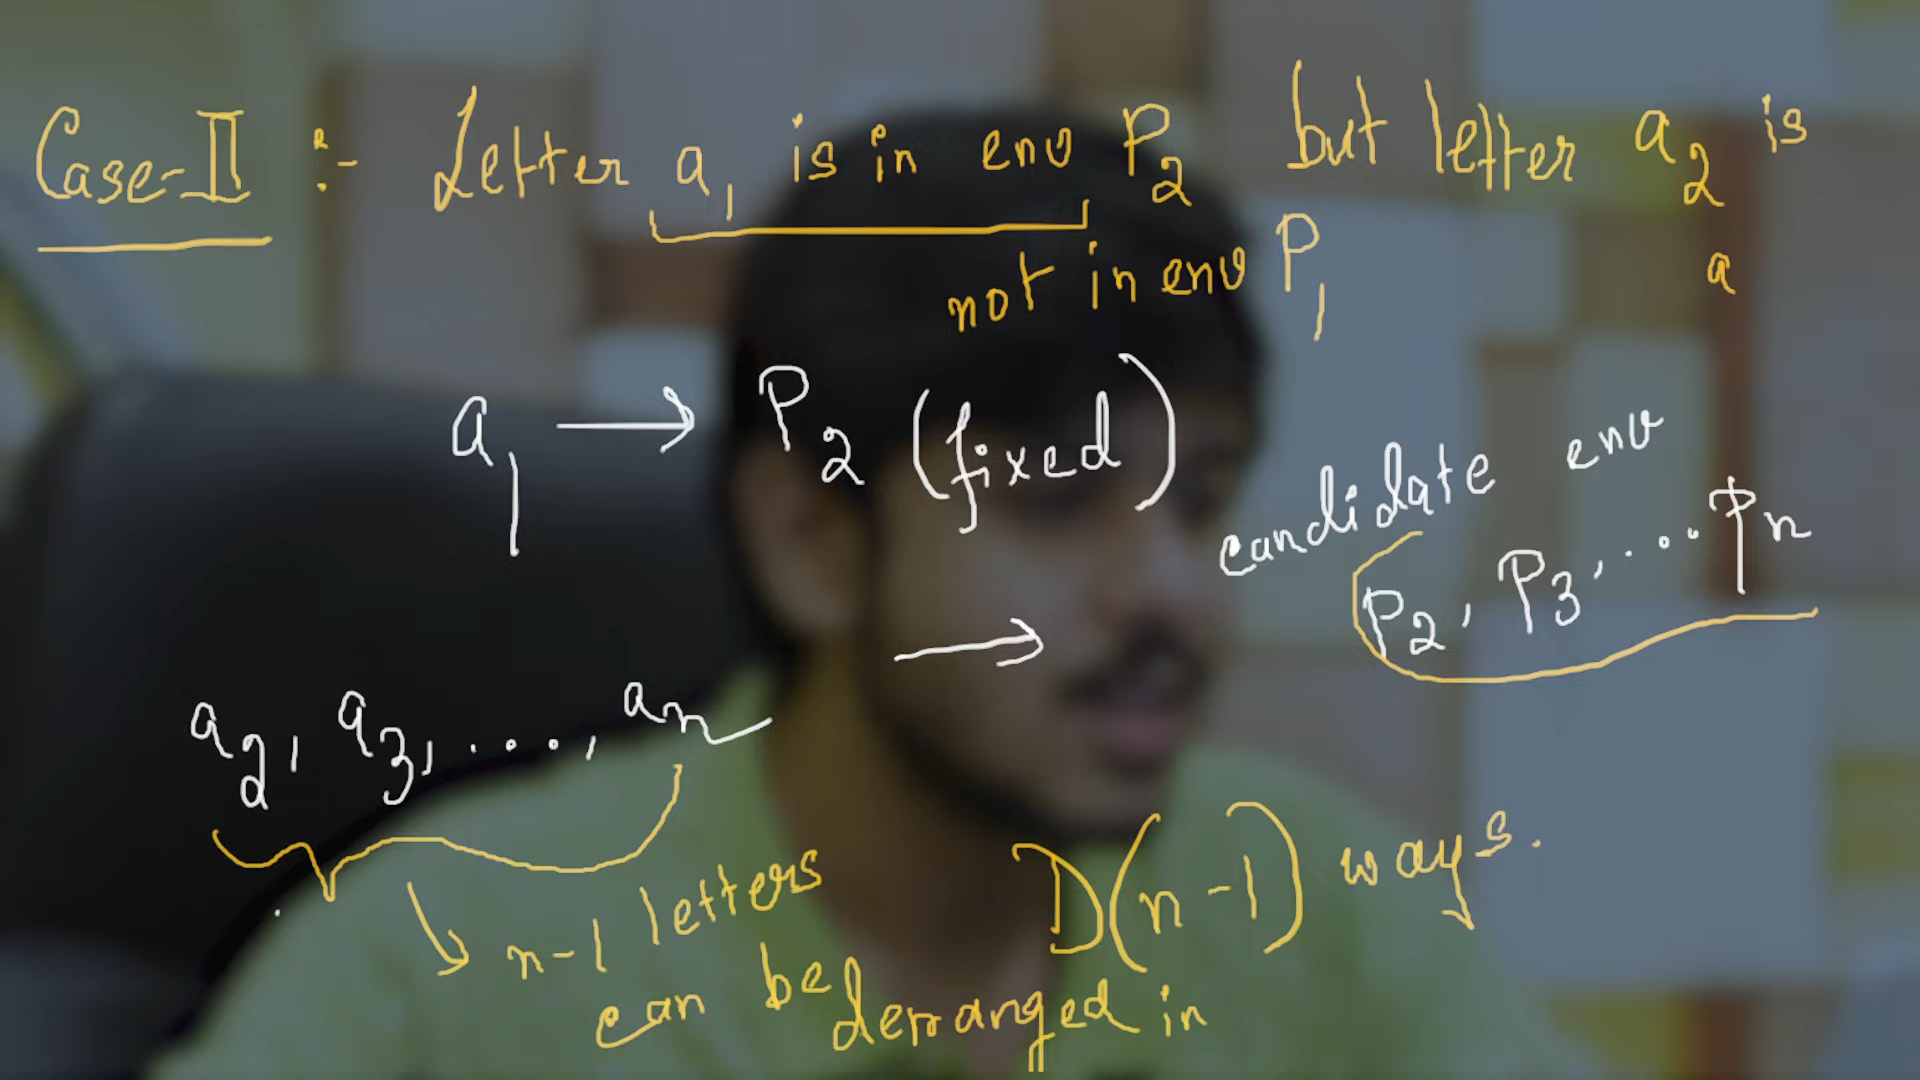 Case-II :- Letter a₁ is in env P₂ but letter a₂ is
not in env P₁ a
a₁ → P₂ (fixed)
candidate env
→ P₂, P₃, .... Pn
a₂, a₃, ...., an
n-1 letters D(n-1) ways.
can be derranged in